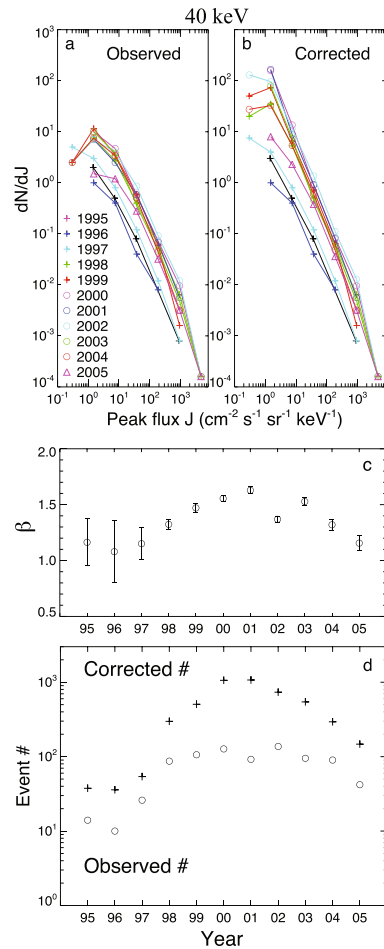 40 keV
a Observed
b Corrected
dN/dJ
10^3
10^2
10^1
10^0
10^-1
10^-2
10^-3
10^-4
1995
1996
1997
1998
1999
2000
2001
2002
2003
2004
2005
10^-1 10^0 10^1 10^2 10^3 10^-1 10^0 10^1 10^2 10^3
Peak flux J (cm^-2 s^-1 sr^-1 keV^-1)
c
β
2.0
1.5
1.0
0.5
95 96 97 98 99 00 01 02 03 04 05
d
Corrected #
Event #
10^3
10^2
10^1
10^0
Observed #
95 96 97 98 99 00 01 02 03 04 05
Year